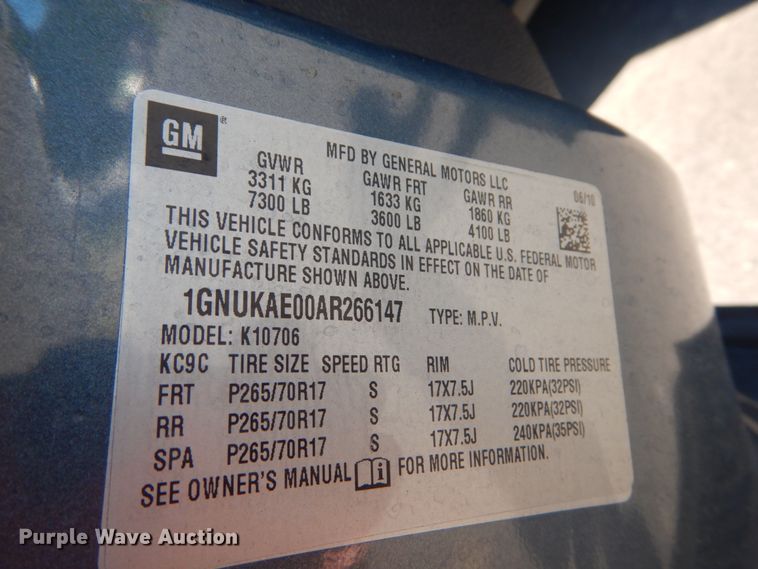 GM ®
MFD BY GENERAL MOTORS LLC
GVWR GAWR FRT GAWR RR 06/10
3311 KG 1633 KG 1860 KG
7300 LB 3600 LB 4100 LB
THIS VEHICLE CONFORMS TO ALL APPLICABLE U.S. FEDERAL MOTOR
VEHICLE SAFETY STANDARDS IN EFFECT ON THE DATE OF
MANUFACTURE SHOWN ABOVE.
1GNUKAE00AR266147 TYPE: M.P.V.
MODEL: K10706
KC9C TIRE SIZE SPEED RTG RIM COLD TIRE PRESSURE
FRT P265/70R17 S 17X7.5J 220KPA(32PSI)
RR P265/70R17 S 17X7.5J 220KPA(32PSI)
SPA P265/70R17 S 17X7.5J 240KPA(35PSI)
SEE OWNER'S MANUAL i FOR MORE INFORMATION.
Purple Wave Auction